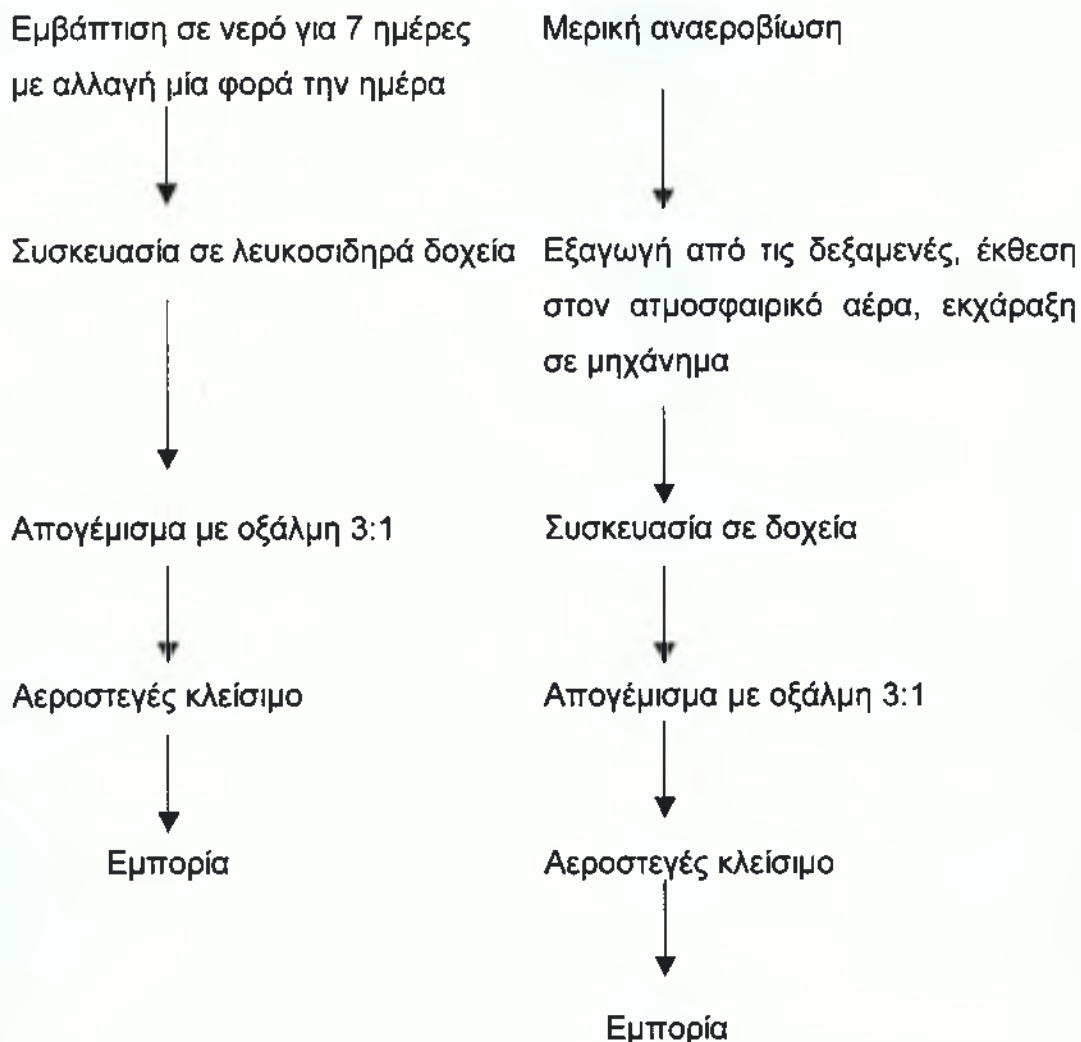 Εμβάπτιση σε νερό για 7 ημέρες
με αλλαγή μία φορά την ημέρα
Συσκευασία σε λευκοσιδηρά δοχεία
Απογέμισμα με οξάλμη 3:1
Αεροστεγές κλείσιμο
Εμπορία
Μερική αναεροβίωση
Εξαγωγή από τις δεξαμενές, έκθεση
στον ατμοσφαιρικό αέρα, εκχάραξη
σε μηχάνημα
Συσκευασία σε δοχεία
Απογέμισμα με οξάλμη 3:1
Αεροστεγές κλείσιμο
Εμπορία